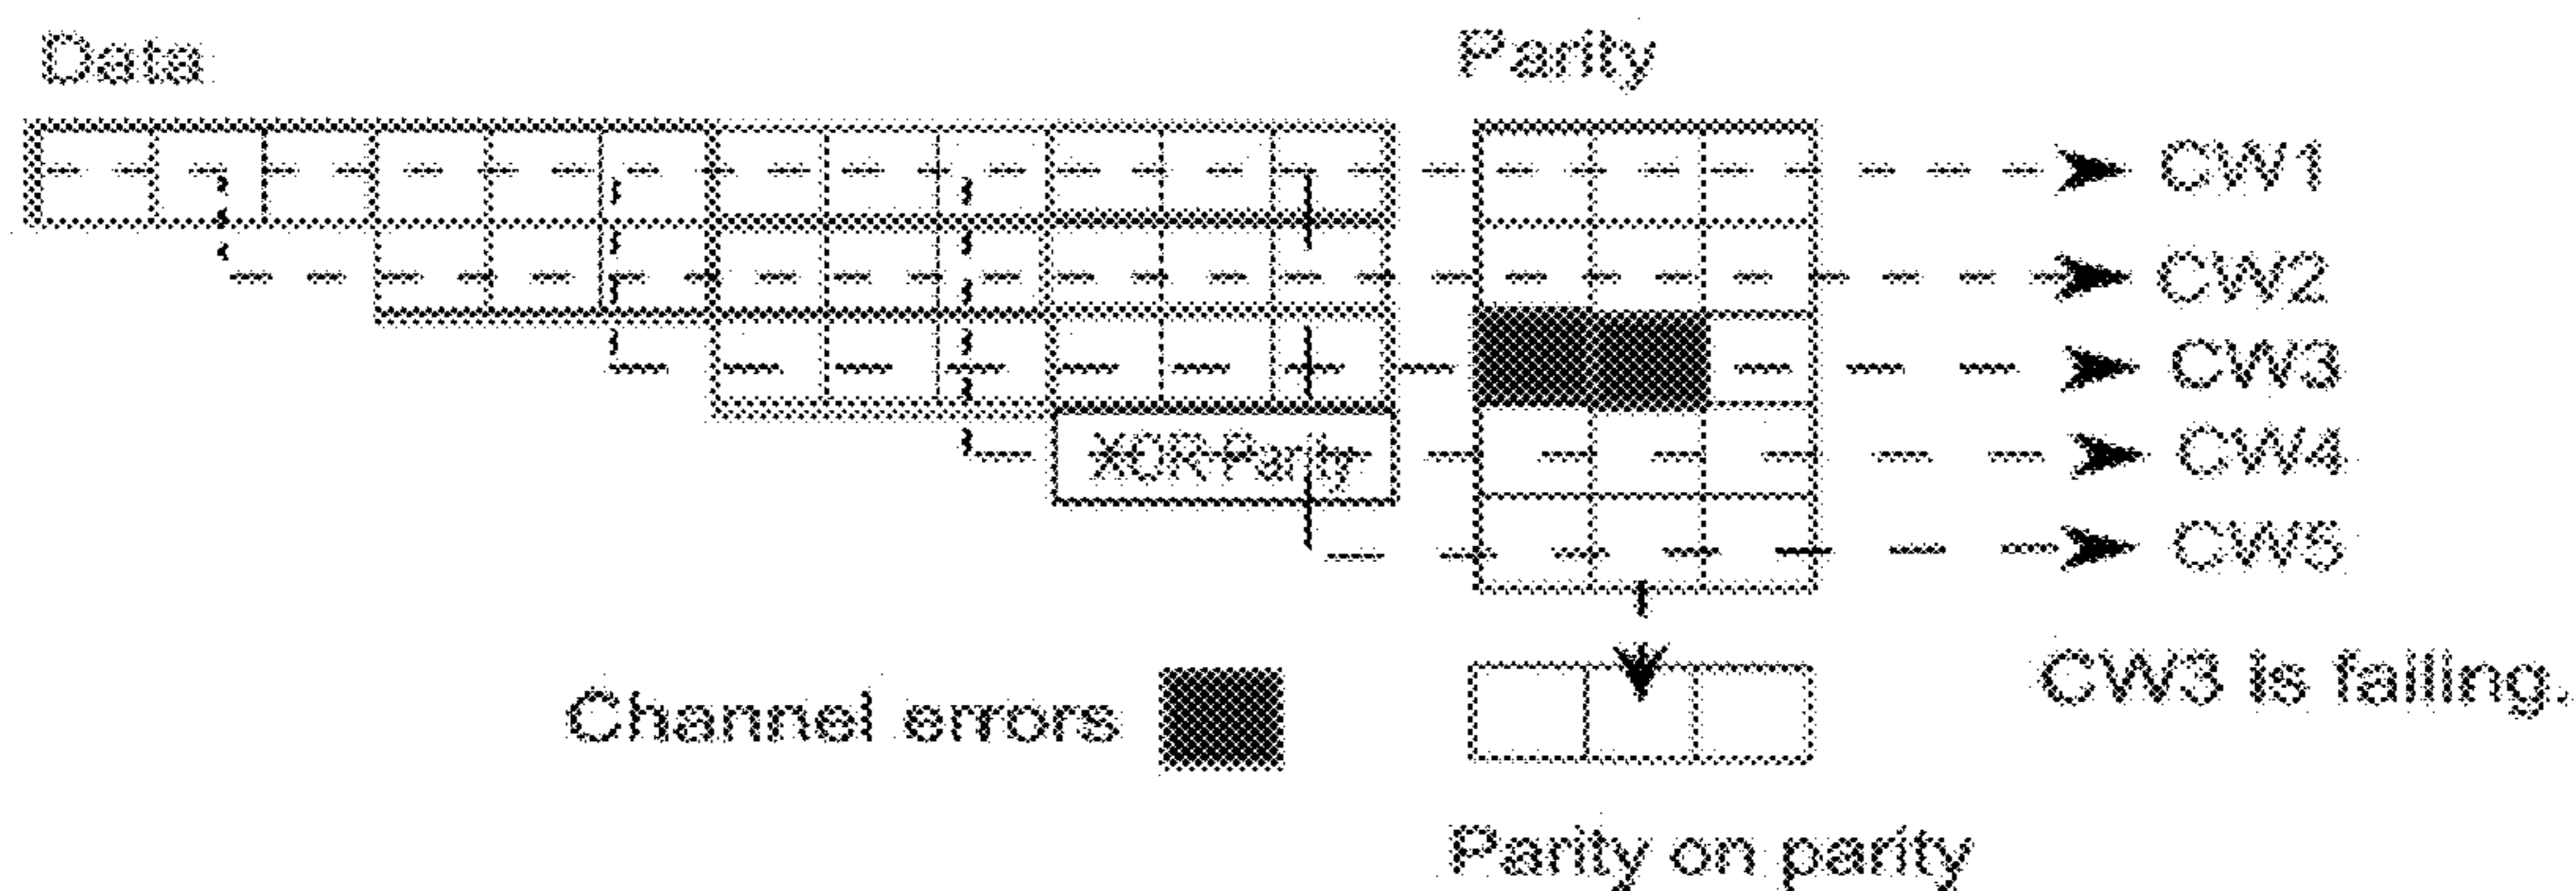 Data
Parity
CW1
CW2
CW3
XOR Parity
CW4
CW5
Channel errors
CW3 is failing.
Parity on parity